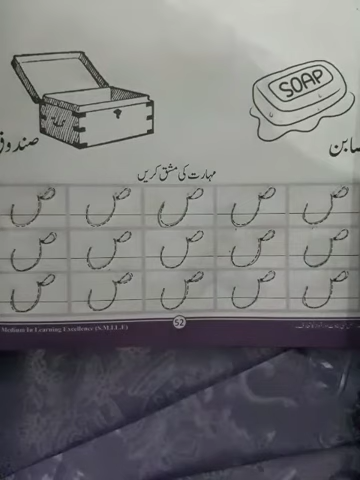 SOAP
صندوق
صابن
مہارت کی مشق کریں
ص ص ص ص ص
ص ص ص ص ص
ص ص ص ص ص
Medium In Learning Excellence (S.M.I.L.E)
52